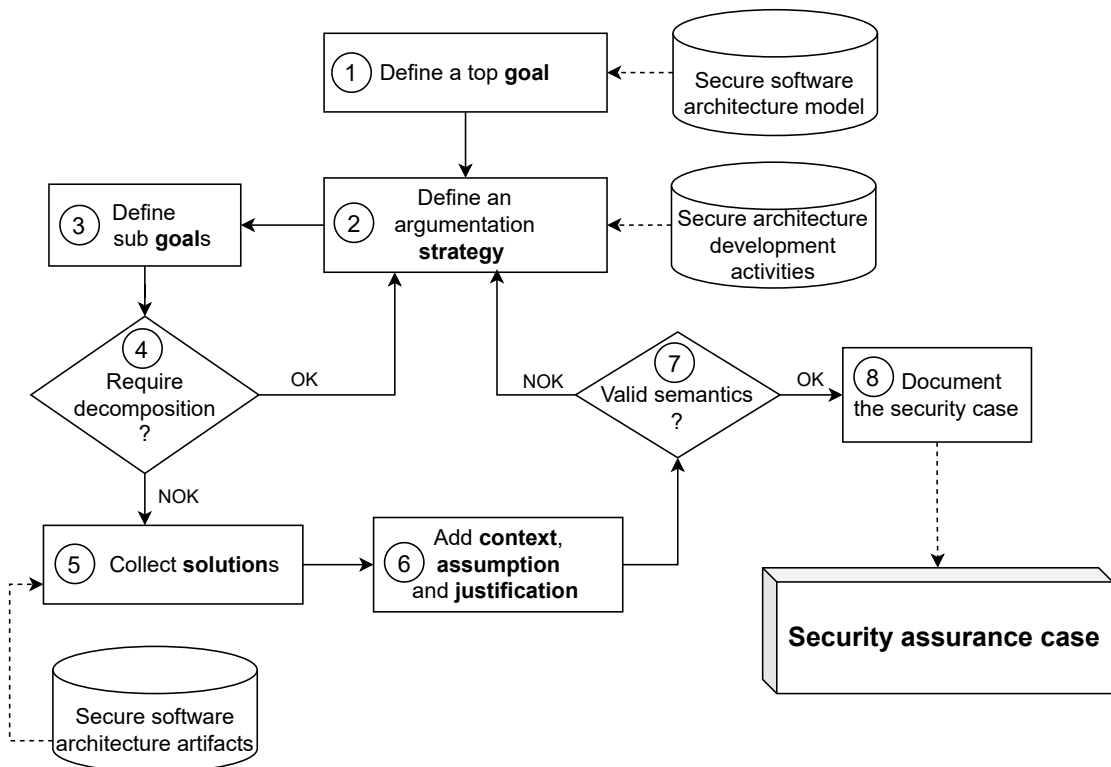 1 Define a top goal
Secure software
architecture model
2
Define an
argumentation
strategy
Secure architecture
development
activities
3
Define
sub goals
4
Require
decomposition
?
OK
NOK
5 Collect solutions
6
Add context,
assumption
and justification
7
Valid semantics
?
NOK
OK
8 Document
the security case
Security assurance case
Secure software
architecture artifacts